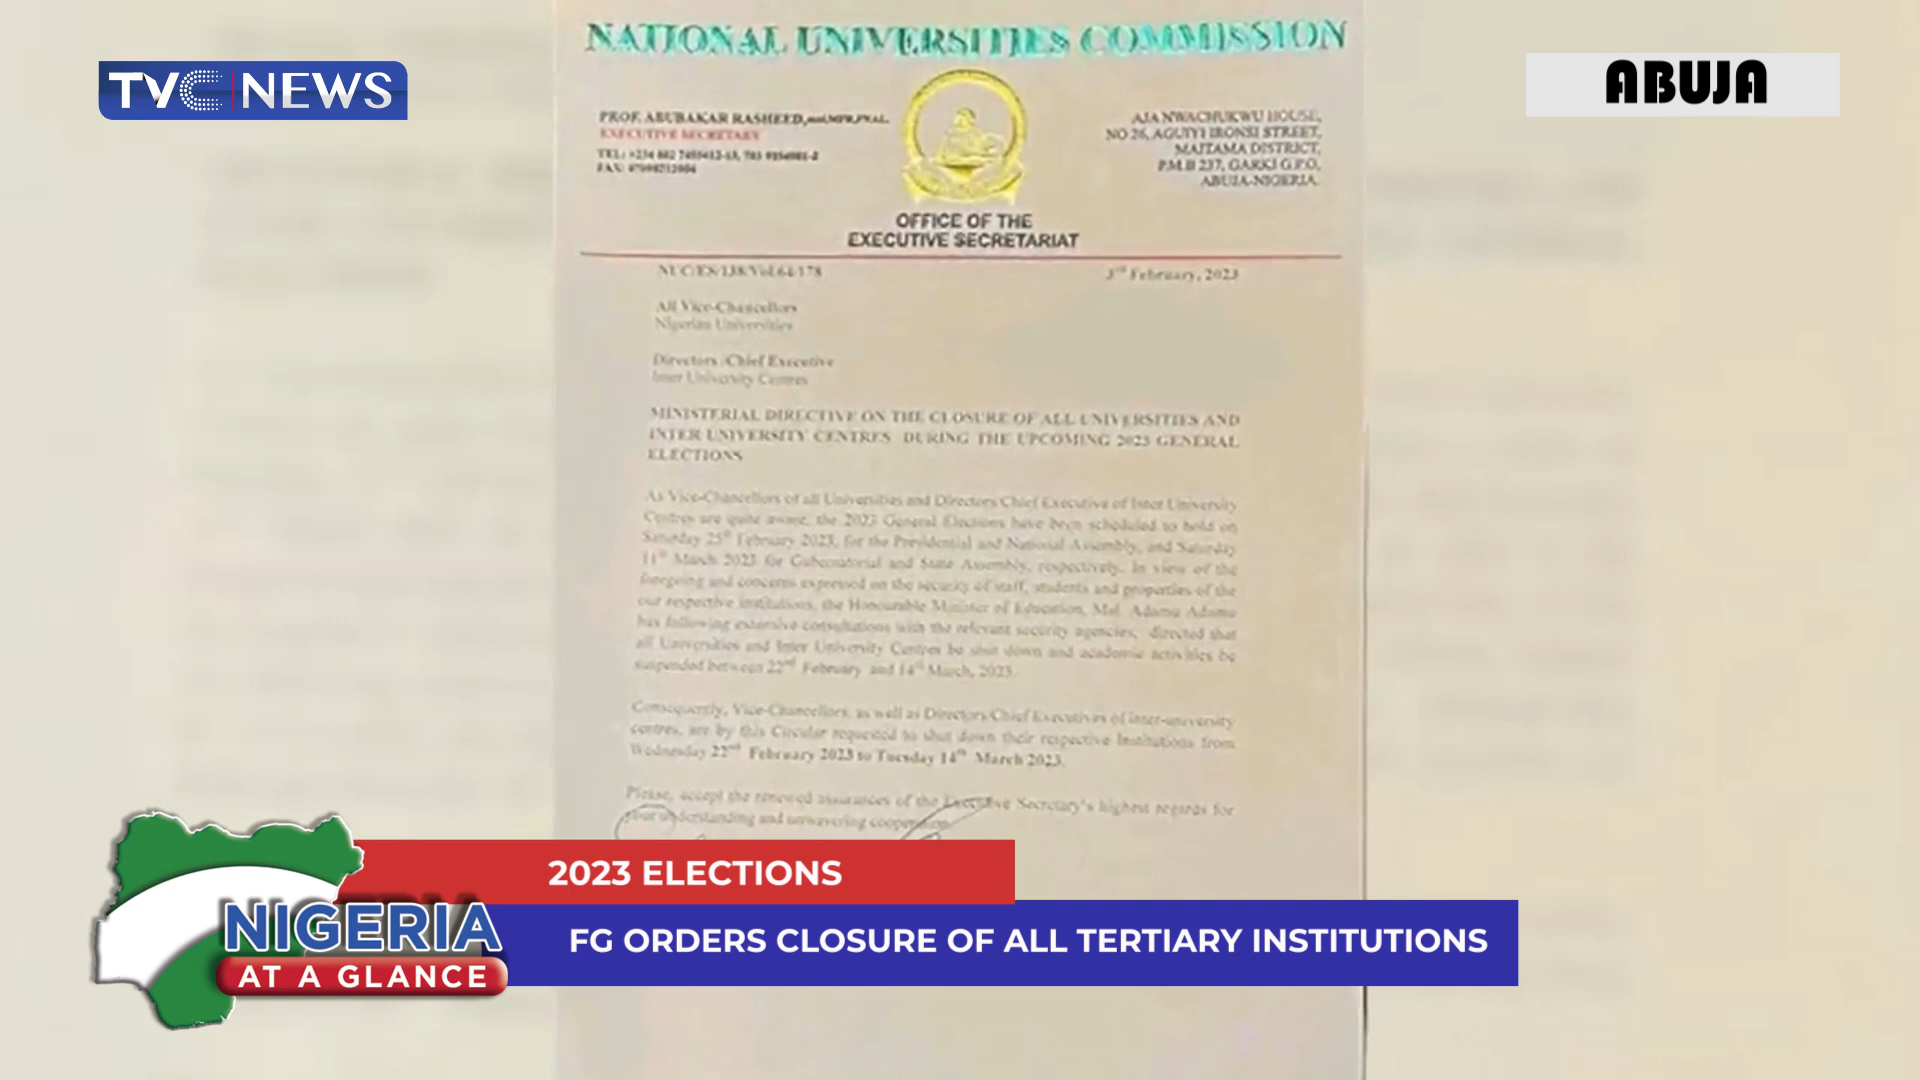 NATIONAL UNIVERSITIES COMMISSION
TVC NEWS
ABUJA
PROF. ABUBAKAR RASHEED,
EXECUTIVE SECRETARY
AJA NWACHUKWU HOUSE,
NO 26, AGUIYI IRONSI STREET,
MAITAMA DISTRICT,
P.M.B 237, GARKI G.P.O,
ABUJA-NIGERIA.
OFFICE OF THE
EXECUTIVE SECRETARIAT
NUC/ES/138/Vol.64/178
3rd February, 2023
All Vice-Chancellors
Nigerian Universities
Directors/Chief Executive
Inter University Centres
MINISTERIAL DIRECTIVE ON THE CLOSURE OF ALL UNIVERSITIES AND
INTER UNIVERSITY CENTRES DURING THE UPCOMING 2023 GENERAL
ELECTIONS
As Vice-Chancellors of all Universities and Directors/Chief Executive of Inter University
Centres are quite aware, the 2023 General Elections have been scheduled to hold on
Saturday 25th February 2023, for the Presidential and National Assembly, and Saturday
11th March 2023 for Gubernatorial and State Assembly, respectively. In view of the
foregoing and concerns expressed on the security of staff, students and properties of the
our respective institutions, the Honourable Minister of Education, Mal. Adamu Adamu
has following extensive consultations with the relevant security agencies, directed that
all Universities and Inter University Centres be shut down and academic activities be
suspended between 22nd February and 14th March, 2023.
Consequently, Vice-Chancellors, as well as Directors/Chief Executives of inter-university
centres, are by this Circular requested to shut down their respective Institutions from
Wednesday 22nd February 2023 to Tuesday 14th March 2023.
Please, accept the renewed assurances of the Executive Secretary's highest regards for
your understanding and unwavering cooperation.
2023 ELECTIONS
FG ORDERS CLOSURE OF ALL TERTIARY INSTITUTIONS
NIGERIA
AT A GLANCE